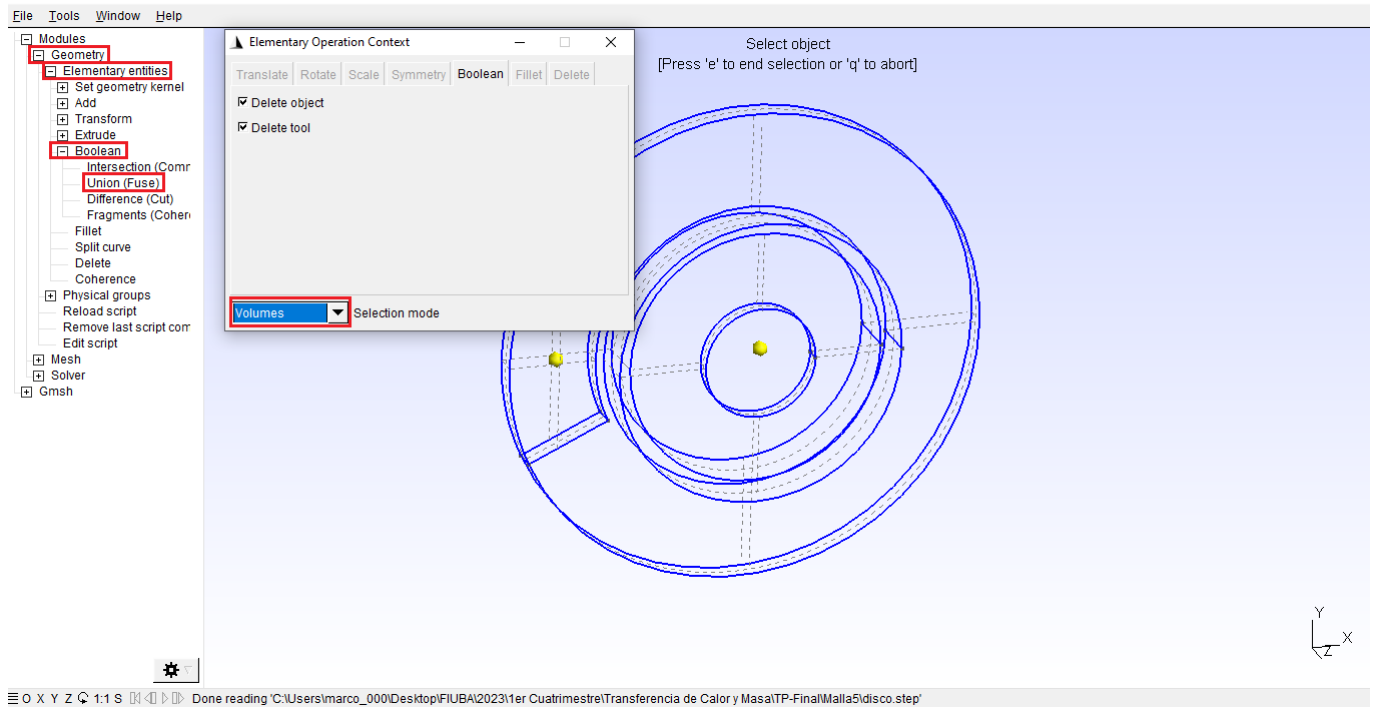 File Tools Window Help
Modules
Geometry
Elementary entities
Set geometry kernel
Add
Transform
Extrude
Boolean
Intersection (Comr
Union (Fuse)
Difference (Cut)
Fragments (Coher
Fillet
Split curve
Delete
Coherence
Physical groups
Reload script
Remove last script com
Edit script
Mesh
Solver
Gmsh
Elementary Operation Context
Translate Rotate Scale Symmetry Boolean Fillet Delete
Delete object
Delete tool
Volumes Selection mode
Select object
[Press 'e' to end selection or 'q' to abort]
Y
X
Z
O X Y Z 1:1 S Done reading 'C:\Users\marco_000\Desktop\FIUBA\2023\1er Cuatrimestre\Transferencia de Calor y Masa\TP-Final\Malla5\disco.step'